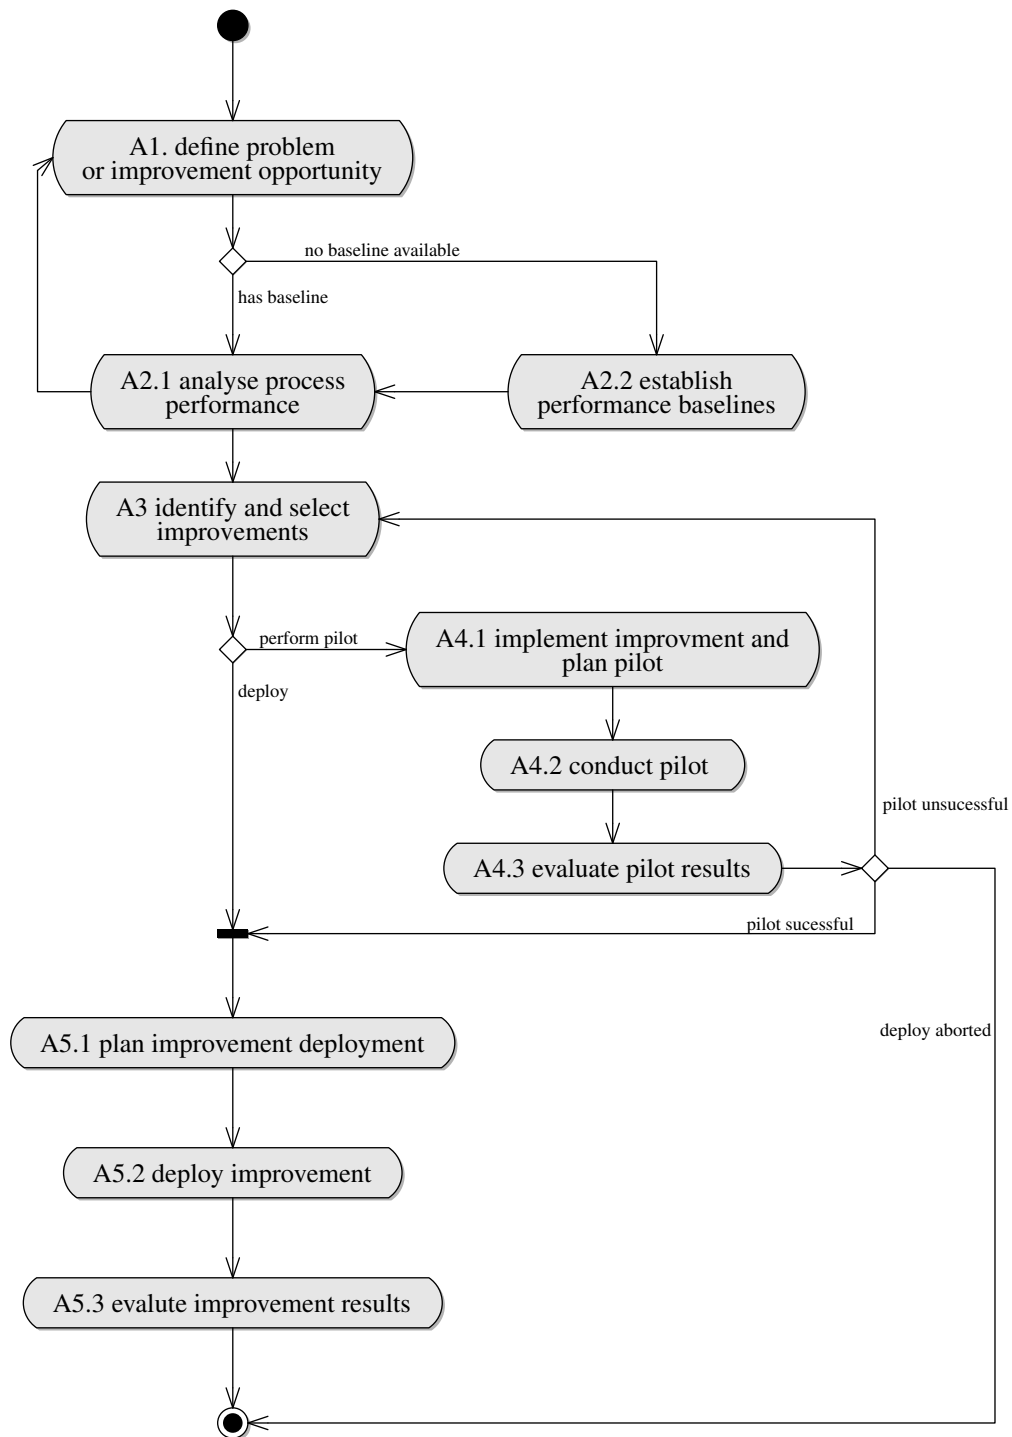 A1. define problem
or improvement opportunity
no baseline available
has baseline
A2.1 analyse process
performance
A2.2 establish
performance baselines
A3 identify and select
improvements
perform pilot
A4.1 implement improvment and
plan pilot
deploy
A4.2 conduct pilot
pilot unsucessful
A4.3 evaluate pilot results
pilot sucessful
deploy aborted
A5.1 plan improvement deployment
A5.2 deploy improvement
A5.3 evalute improvement results